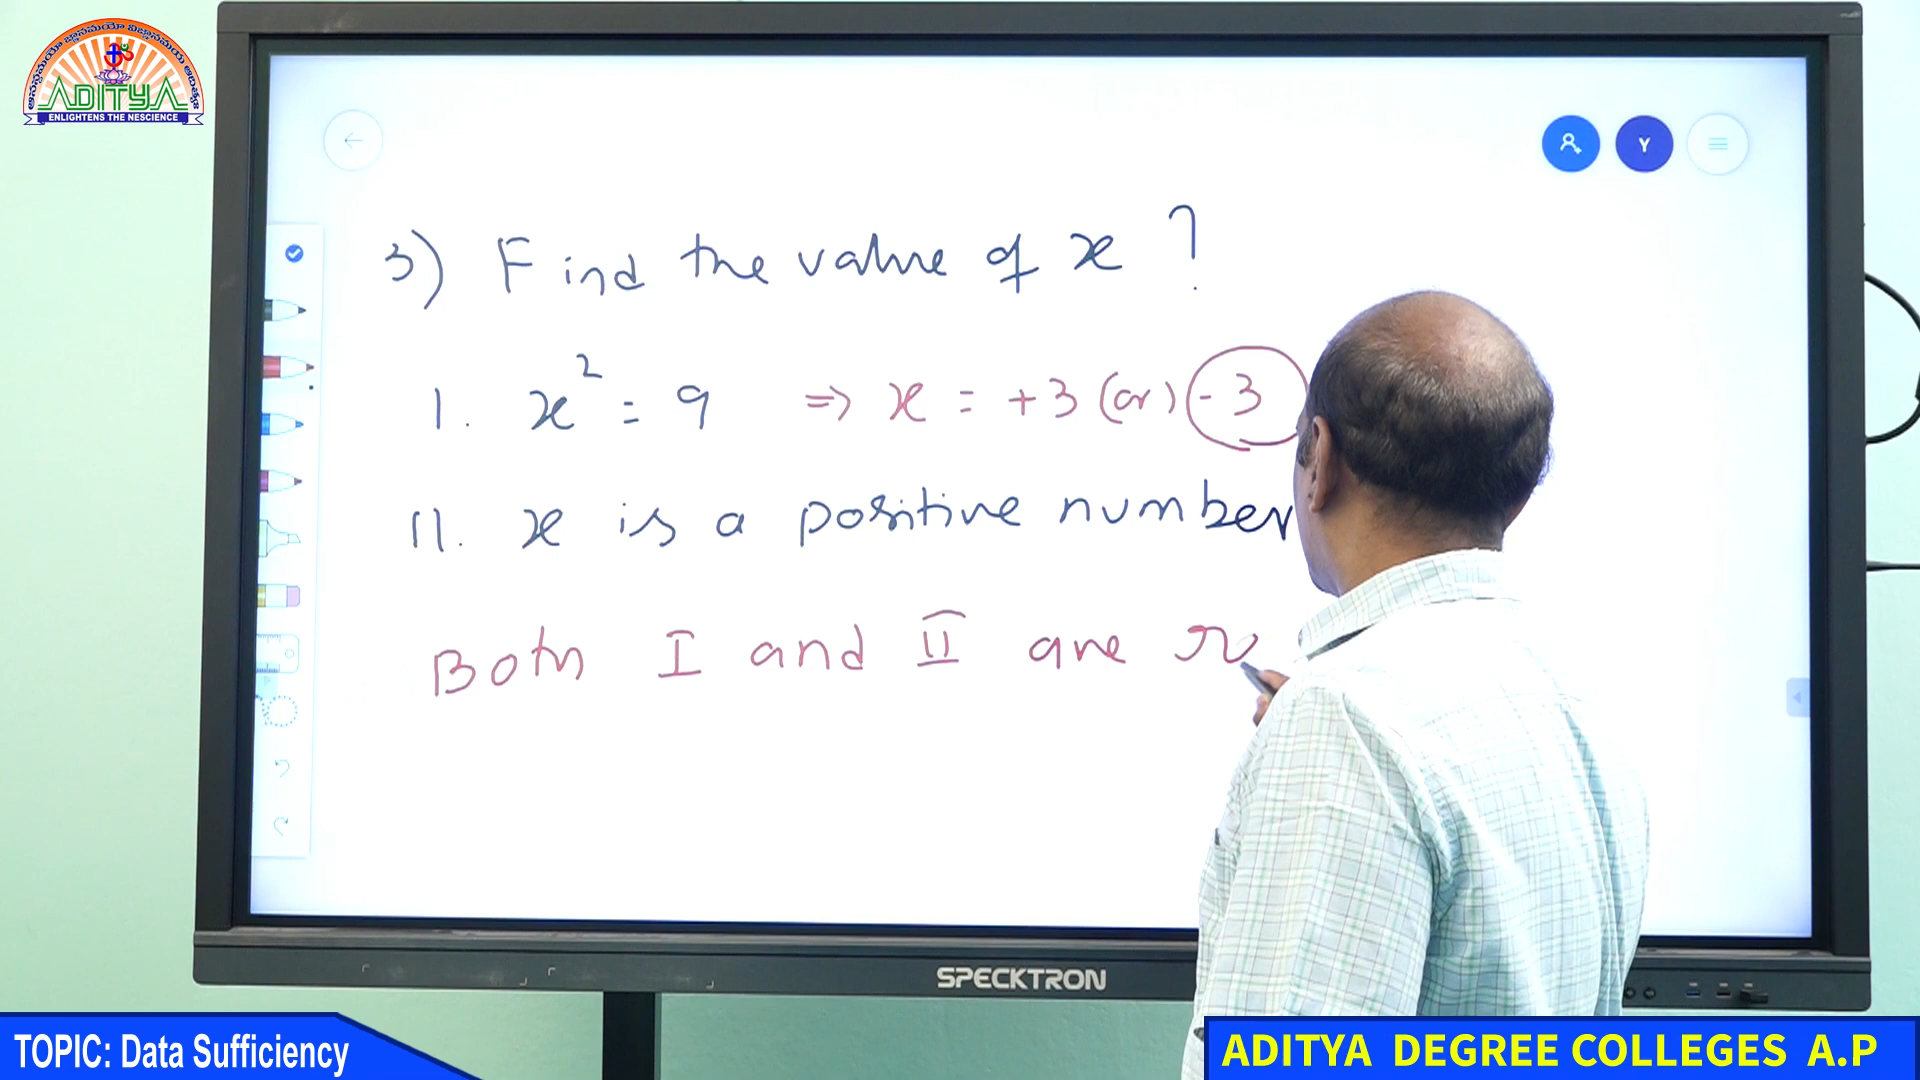 ADITYA
ENLIGHTENS THE NESCIENCE
Y
3) Find the value of x ?
I. x² = 9 => x = +3 (or) -3
II. x is a positive number
Both I and II are
SPECKTRON
TOPIC: Data Sufficiency
ADITYA DEGREE COLLEGES A.P